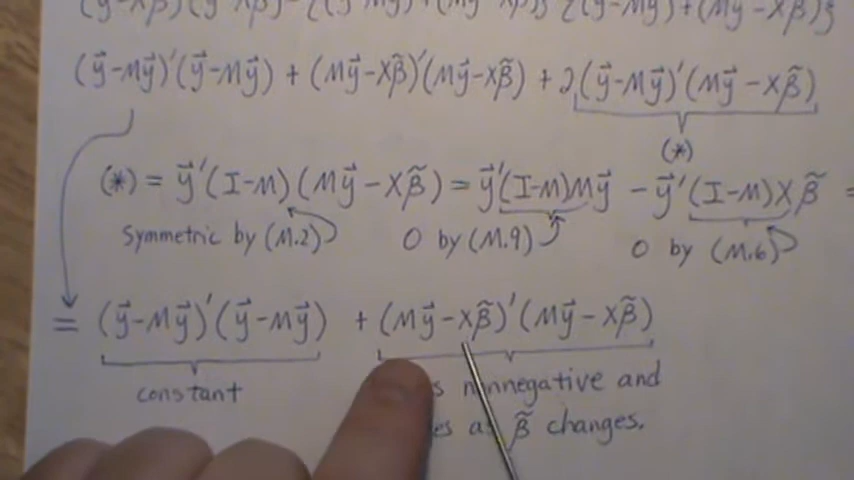 (y⃗-My⃗)'(y⃗-My⃗) + (My⃗-Xβ̃)'(My⃗-Xβ̃) + 2(y⃗-My⃗)'(My⃗-Xβ̃)
(*)
(*) = y⃗'(I-M)(My⃗-Xβ̃) = y⃗'(I-M)My⃗ - y⃗'(I-M)Xβ̃ =
Symmetric by (M.2) 0 by (M.9) 0 by (M.6)
= (y⃗-My⃗)'(y⃗-My⃗) + (My⃗-Xβ̃)'(My⃗-Xβ̃)
constant nonnegative and
β̃ changes.